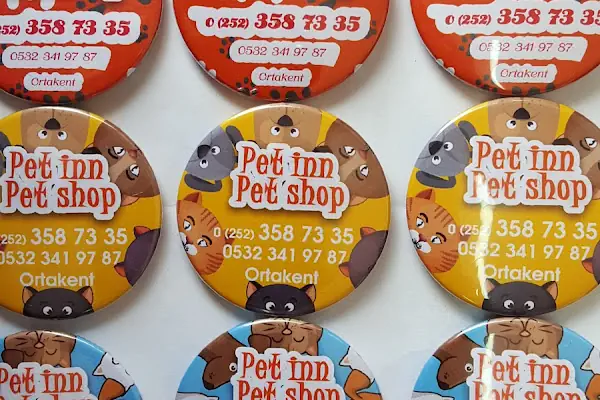 (252) 358 73 35
0532 341 97 87
Ortakent
0 (252) 358 73 35
0532 341 97 87
Ortakent
0 (252) 358 73 35
0532 341 97 87
Ortakent
Pet inn
Pet shop
(252) 358 73 35
0532 341 97 87
Ortakent
Pet inn
Pet shop
0 (252) 358 73 35
0532 341 97 87
Ortakent
Pet inn
Pet shop
0 (252) 358 73 35
0532 341 97 87
Ortakent
Pet inn
Pet shop
Pet inn
Pet shop
Pet inn
Pet shop